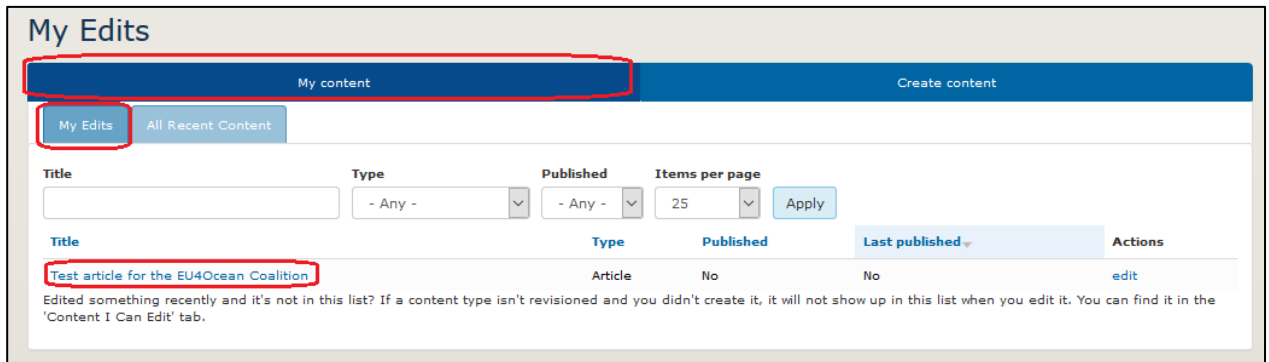 My Edits
My content Create content
My Edits All Recent Content
Title Type Published Items per page
- Any - - Any - 25 Apply
Title Type Published Last published Actions
Test article for the EU4Ocean Coalition Article No No edit
Edited something recently and it's not in this list? If a content type isn't revisioned and you didn't create it, it will not show up in this list when you edit it. You can find it in the
'Content I Can Edit' tab.